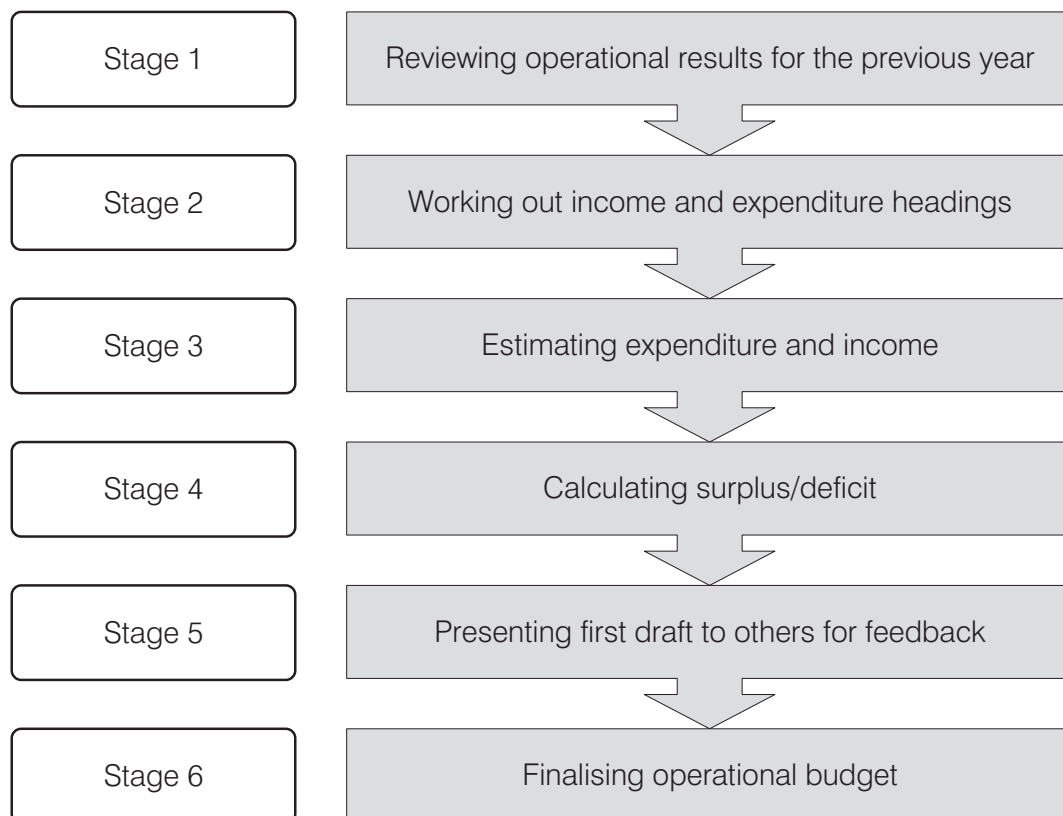 Stage 1
Reviewing operational results for the previous year
Stage 2
Working out income and expenditure headings
Stage 3
Estimating expenditure and income
Stage 4
Calculating surplus/deficit
Stage 5
Presenting first draft to others for feedback
Stage 6
Finalising operational budget